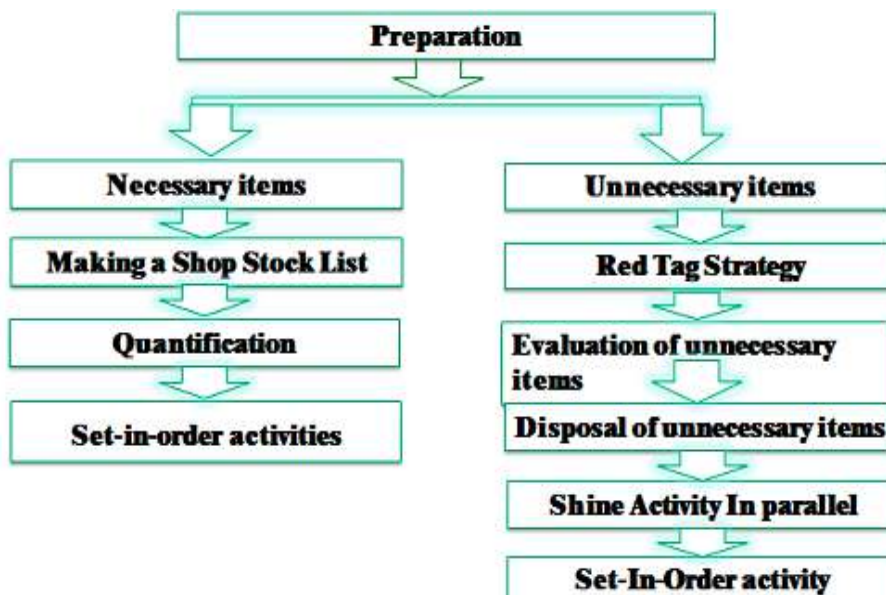 Preparation
Necessary items
Making a Shop Stock List
Quantification
Set-in-order activities
Unnecessary items
Red Tag Strategy
Evaluation of unnecessary
items
Disposal of unnecessary items
Shine Activity In parallel
Set-In-Order activity